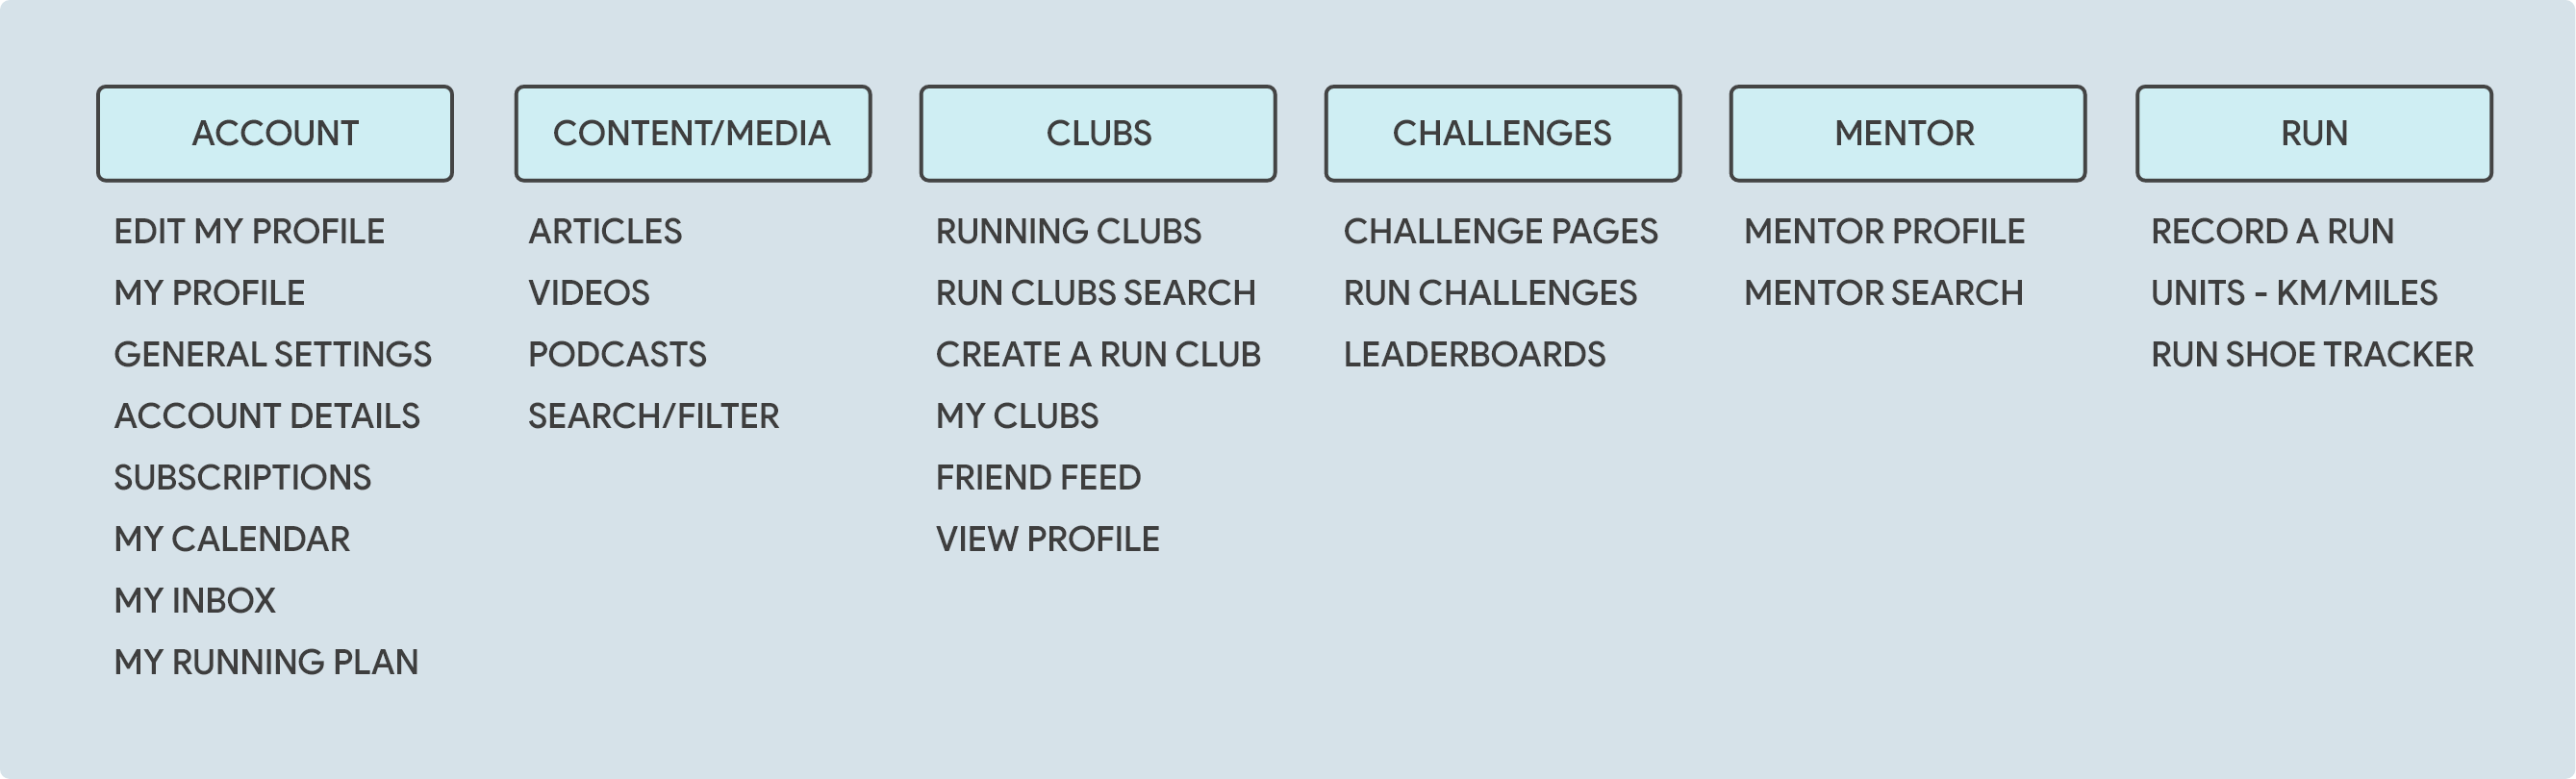 ACCOUNT
EDIT MY PROFILE
MY PROFILE
GENERAL SETTINGS
ACCOUNT DETAILS
SUBSCRIPTIONS
MY CALENDAR
MY INBOX
MY RUNNING PLAN
CONTENT/MEDIA
ARTICLES
VIDEOS
PODCASTS
SEARCH/FILTER
CLUBS
RUNNING CLUBS
RUN CLUBS SEARCH
CREATE A RUN CLUB
MY CLUBS
FRIEND FEED
VIEW PROFILE
CHALLENGES
CHALLENGE PAGES
RUN CHALLENGES
LEADERBOARDS
MENTOR
MENTOR PROFILE
MENTOR SEARCH
RUN
RECORD A RUN
UNITS - KM/MILES
RUN SHOE TRACKER